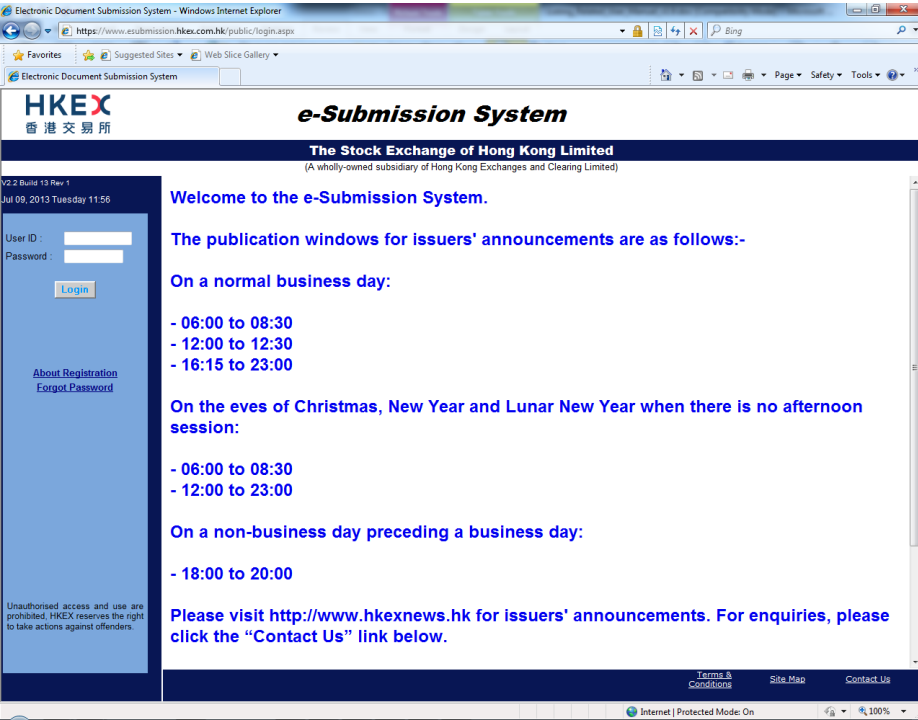 Electronic Document Submission System - Windows Internet Explorer
https://www.esubmission.hkex.com.hk/public/login.aspx
Bing
Favorites Suggested Sites Web Slice Gallery
Electronic Document Submission System
Page Safety Tools
HKEX
香港交易所
e-Submission System
The Stock Exchange of Hong Kong Limited
(A wholly-owned subsidiary of Hong Kong Exchanges and Clearing Limited)
V2.2 Build 13 Rev 1
Jul 09, 2013 Tuesday 11:56
User ID :
Password :
Login
About Registration
Forgot Password
Unauthorised access and use are
prohibited, HKEX reserves the right
to take actions against offenders.
Welcome to the e-Submission System.
The publication windows for issuers' announcements are as follows:-
On a normal business day:
- 06:00 to 08:30
- 12:00 to 12:30
- 16:15 to 23:00
On the eves of Christmas, New Year and Lunar New Year when there is no afternoon
session:
- 06:00 to 08:30
- 12:00 to 23:00
On a non-business day preceding a business day:
- 18:00 to 20:00
Please visit http://www.hkexnews.hk for issuers' announcements. For enquiries, please
click the “Contact Us” link below.
Terms &
Conditions
Site Map
Contact Us
Internet | Protected Mode: On
100%